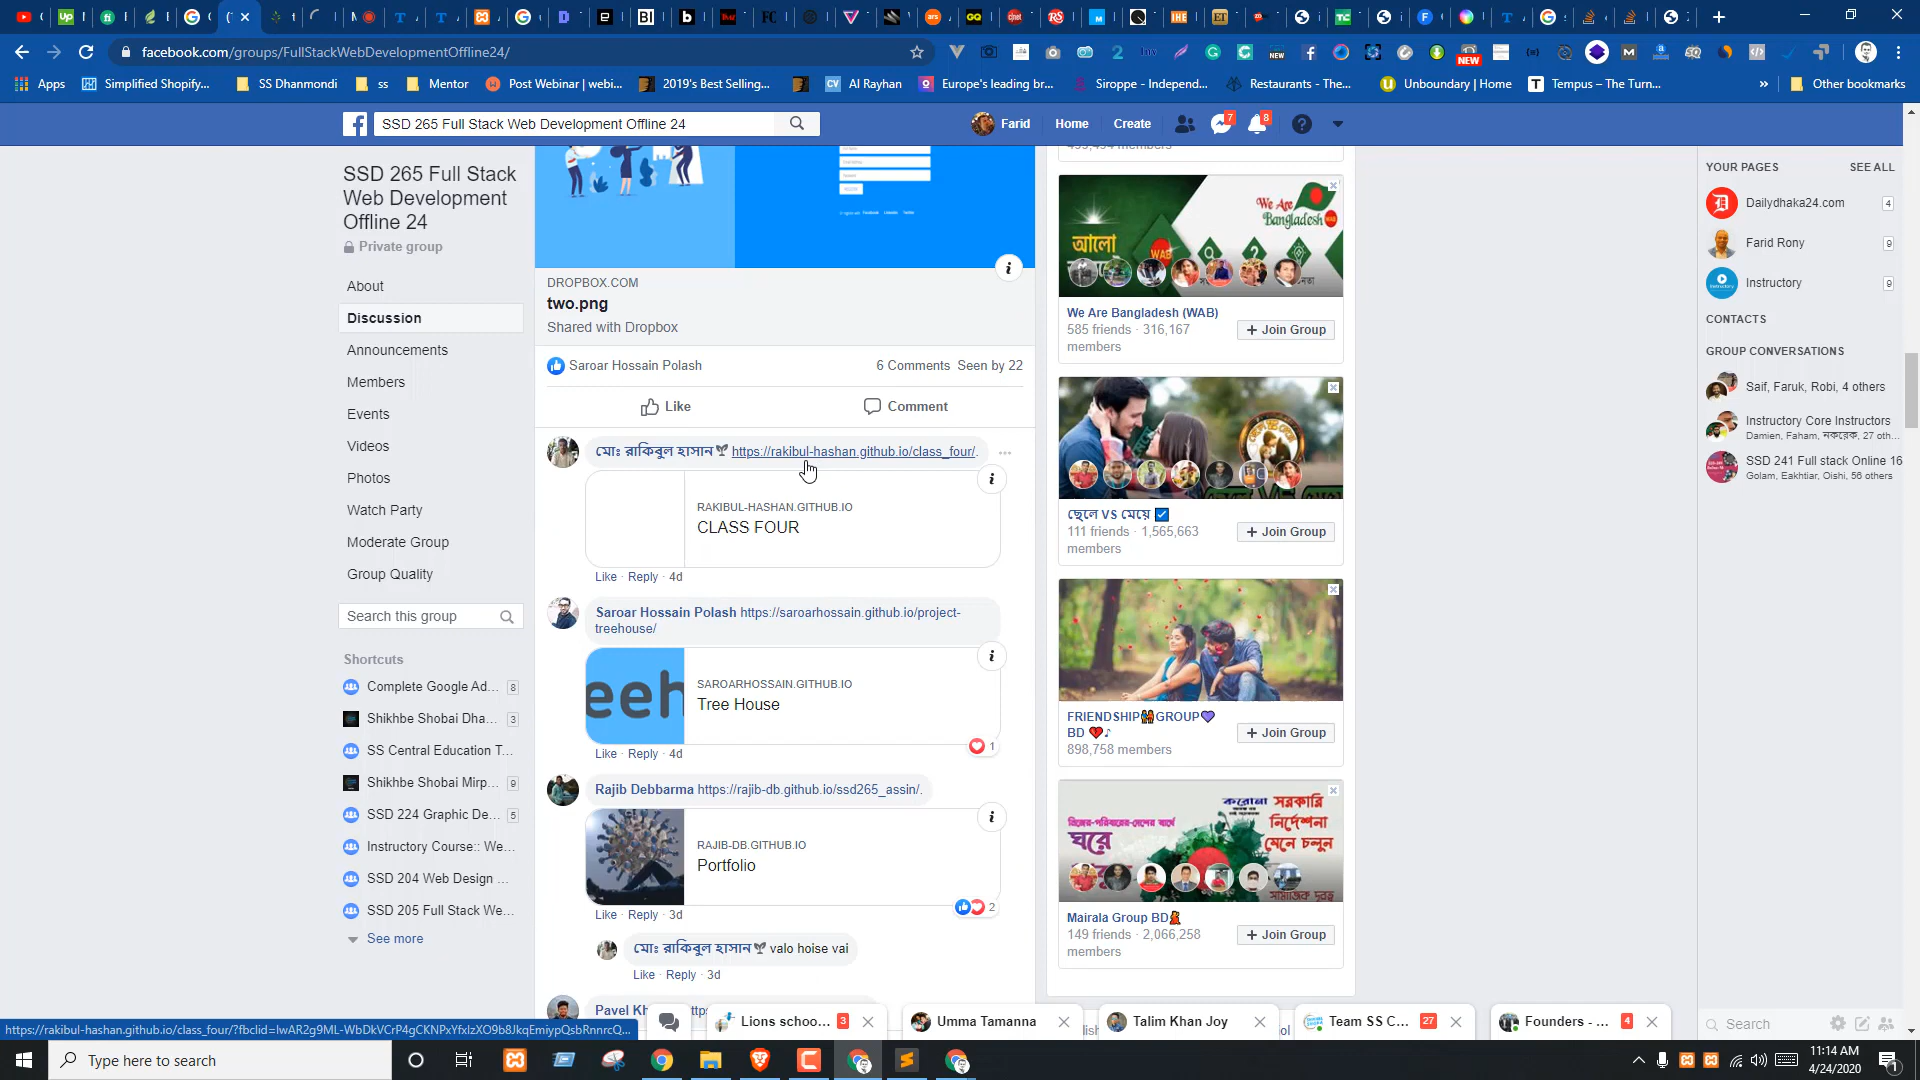 facebook.com/groups/FullStackWebDevelopmentOffline24/
Apps
Simplified Shopify...
SS Dhanmondi
ss
Mentor
Post Webinar | webi...
2019's Best Selling...
Al Rayhan
Europe's leading br...
Siroppe - Independ...
Restaurants - The...
Unboundary | Home
Tempus – The Turn...
Other bookmarks
SSD 265 Full Stack Web Development Offline 24
Farid
Home
Create
7
8
SSD 265 Full Stack
Web Development
Offline 24
Private group
About
Discussion
Announcements
Members
Events
Videos
Photos
Watch Party
Moderate Group
Group Quality
Search this group
Shortcuts
Complete Google Ad... 8
Shikhbe Shobai Dha... 3
SS Central Education T...
Shikhbe Shobai Mirp... 9
SSD 224 Graphic De... 5
Instructory Course:: We...
SSD 204 Web Design ...
SSD 205 Full Stack We...
See more
DROPBOX.COM
two.png
Shared with Dropbox
Saroar Hossain Polash
6 Comments Seen by 22
Like
Comment
মোঃ রাকিবুল হাসান https://rakibul-hashan.github.io/class_four/.
RAKIBUL-HASHAN.GITHUB.IO
CLASS FOUR
Like · Reply · 4d
Saroar Hossain Polash https://saroarhossain.github.io/project-
treehouse/
eeh
SAROARHOSSAIN.GITHUB.IO
Tree House
1
Like · Reply · 4d
Rajib Debbarma https://rajib-db.github.io/ssd265_assin/.
RAJIB-DB.GITHUB.IO
Portfolio
2
Like · Reply · 3d
মোঃ রাকিবুল হাসান valo hoise vai
Like · Reply · 3d
We Are
Bangladesh
WAB
আলো
We Are Bangladesh (WAB)
585 friends · 316,167
members
+ Join Group
ছেলে VS মেয়ে
111 friends · 1,565,663
members
+ Join Group
FRIENDSHIP GROUP
BD
898,758 members
+ Join Group
করোনা সরকারি
নির্দেশনা
মেনে চলুন
ঘরে
Mairala Group BD
149 friends · 2,066,258
members
+ Join Group
YOUR PAGES
SEE ALL
Dailydhaka24.com 4
Farid Rony 9
Instructory 9
CONTACTS
GROUP CONVERSATIONS
Saif, Faruk, Robi, 4 others
Instructory Core Instructors
SSD 241 Full stack Online 16
Golam, Eakhtiar, Oishi, 56 others
Search
https://rakibul-hashan.github.io/class_four/?fbclid=
Lions schoo... 3
Umma Tamanna
Talim Khan Joy
Team SS C... 27
Founders - ... 4
Type here to search
11:14 AM
4/24/2020
1